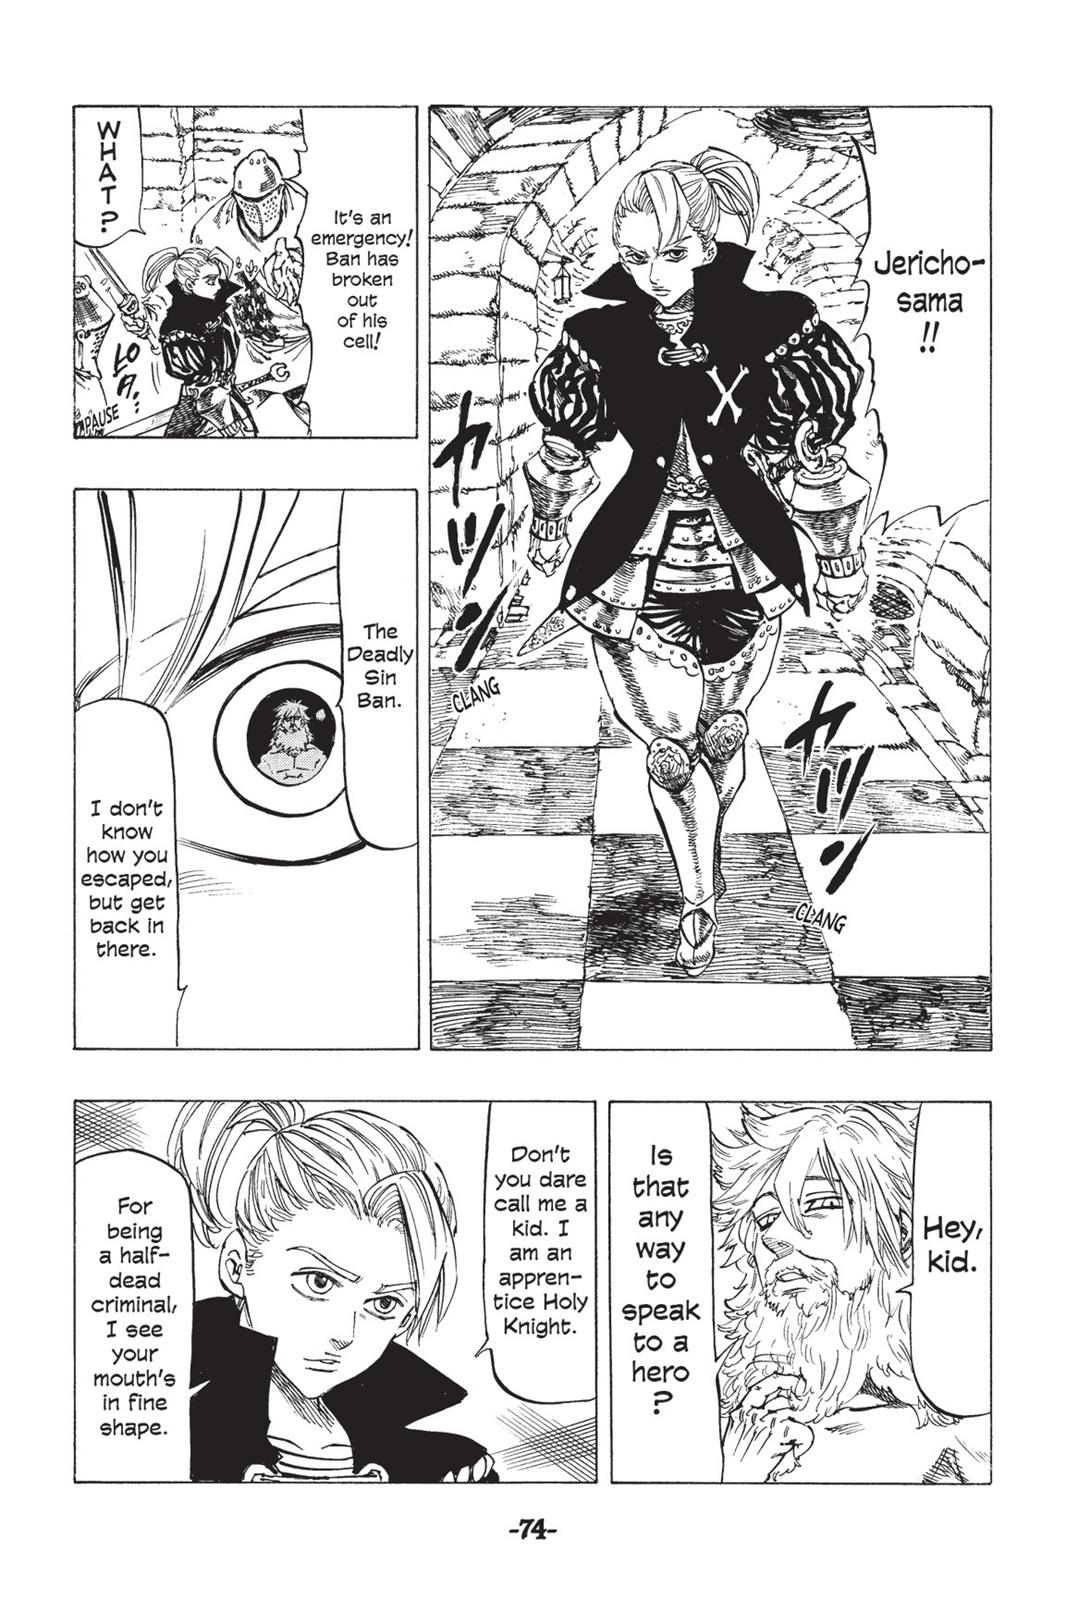 Jericho-
sama
!!
ヤ
ツ
ン
CLANG
ヤ
ツ
ン
CLANG
It's an
emergency!
Ban has
broken
out
of his
cell!
WHAT?
PAUSE
The
Deadly
Sin
Ban.
I don't
know
how you
escaped,
but get
back in
there.
Hey,
kid.
Is
that
any
way
to
speak
to a
hero
?
Don't
you dare
call me a
kid. I
am an
appren-
tice Holy
Knight.
For
being
a half-
dead
criminal,
I see
your
mouth's
in fine
shape.
-74-